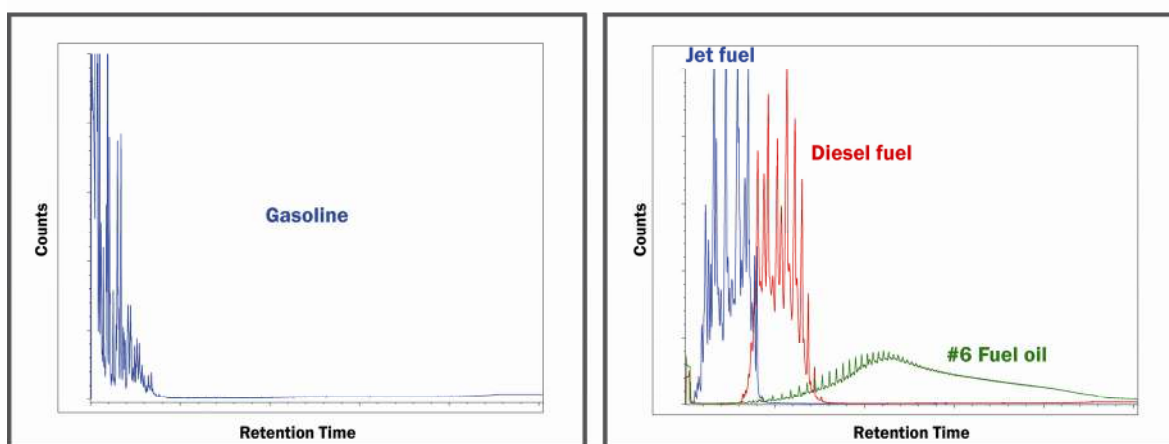 Gasoline
Counts
Retention Time
Jet fuel
Diesel fuel
#6 Fuel oil
Counts
Retention Time